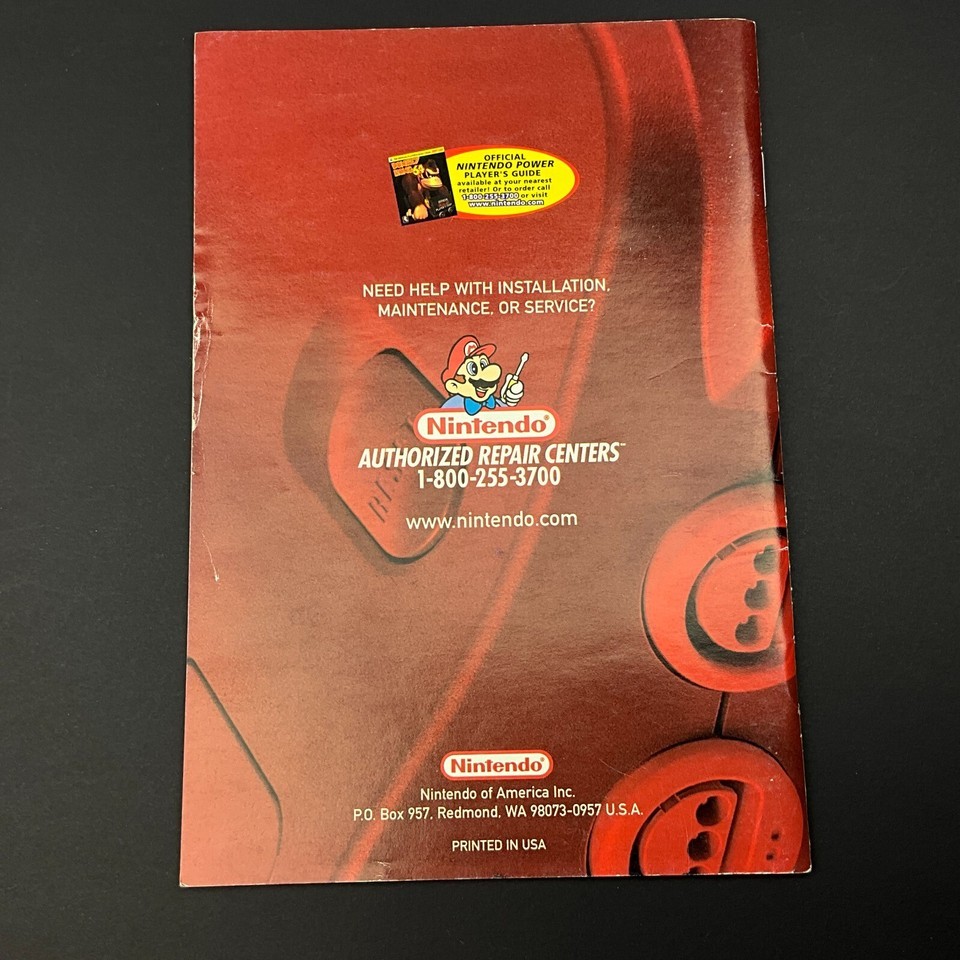 OFFICIAL
NINTENDO POWER
PLAYER'S GUIDE
available at your nearest
retailer! Or to order call
1-800-255-3700 or visit
www.nintendo.com
NEED HELP WITH INSTALLATION,
MAINTENANCE, OR SERVICE?
Nintendo®
AUTHORIZED REPAIR CENTERS™
1-800-255-3700
RESET
www.nintendo.com
Nintendo®
Nintendo of America Inc.
P.O. Box 957, Redmond, WA 98073-0957 U.S.A.
PRINTED IN USA